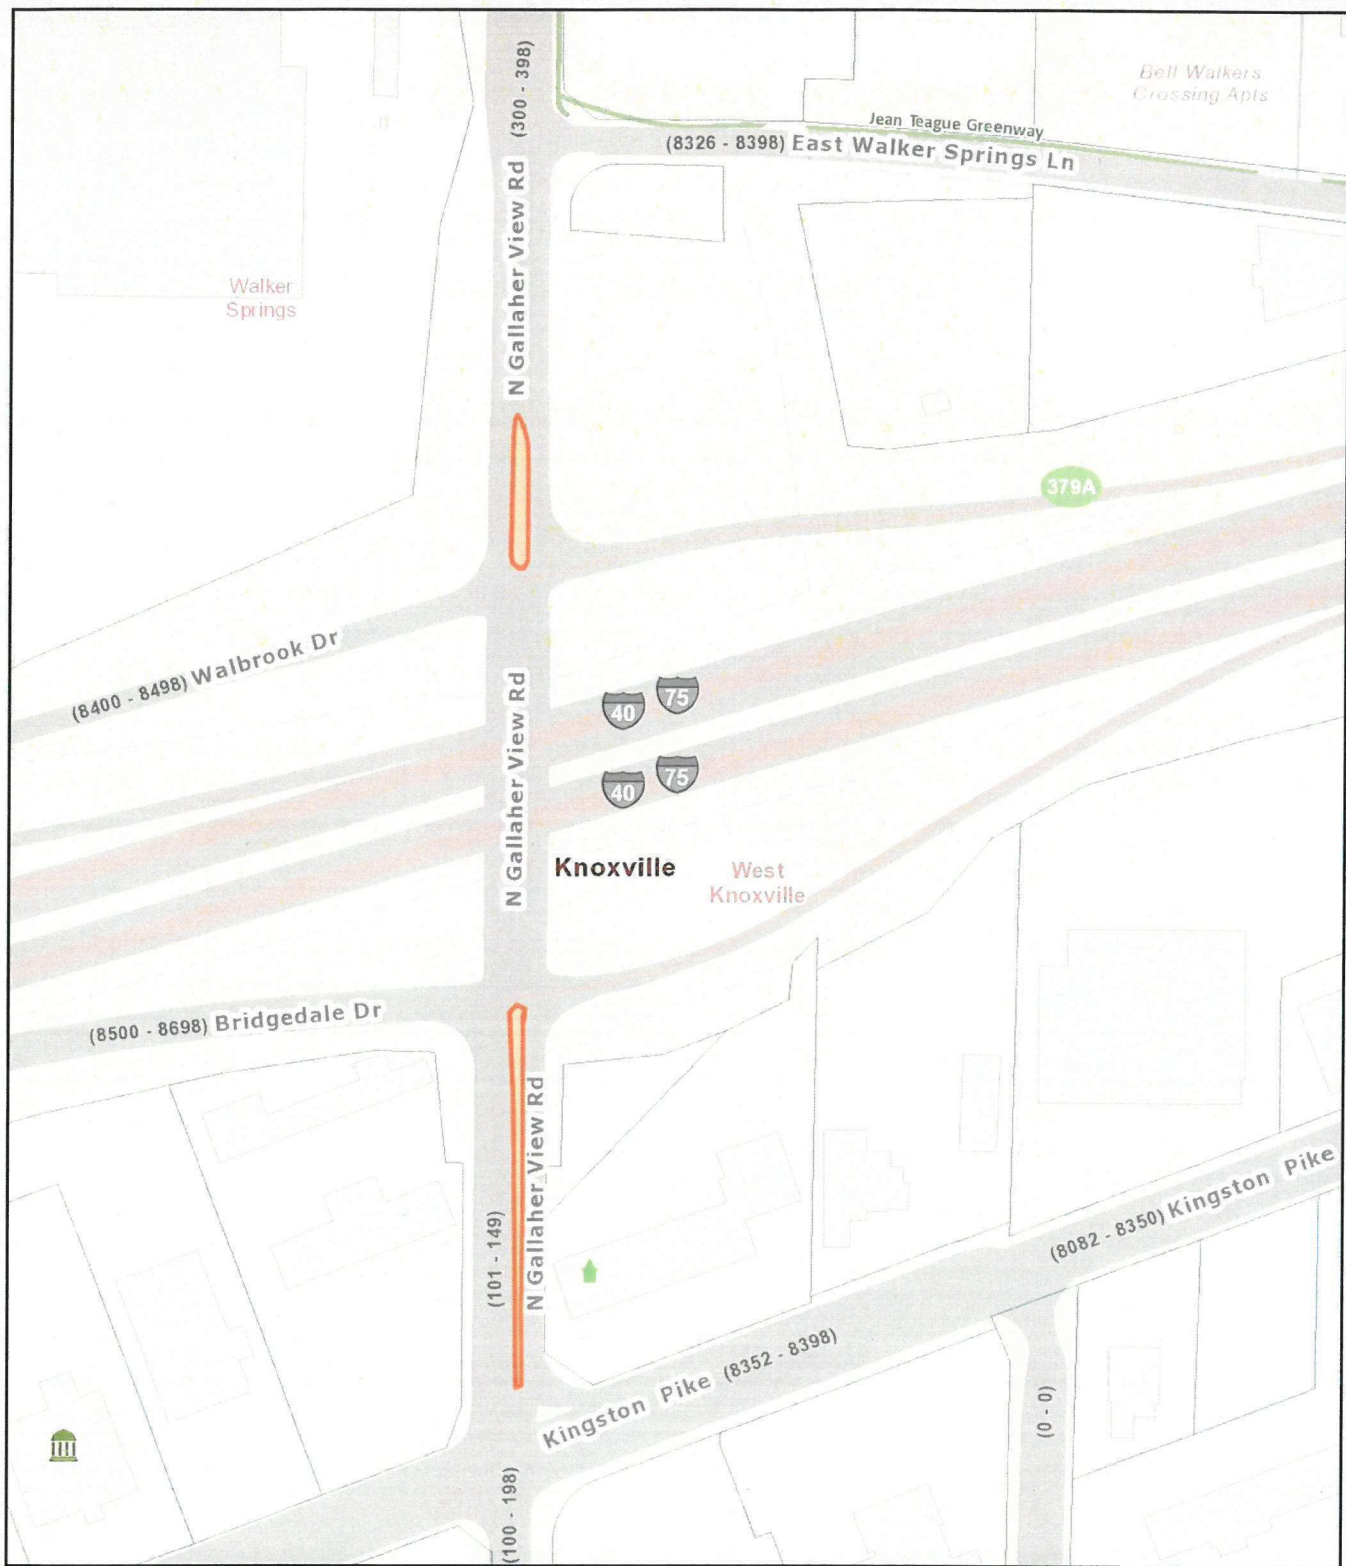 (300 - 398)
Bell Walkers
Crossing Apts
Jean Teague Greenway
(8326 - 8398) East Walker Springs Ln
N Gallaher View Rd
Walker
Springs
379A
(8400 - 8498) Walbrook Dr
40
75
N Gallaher View Rd
40
75
Knoxville
West
Knoxville
(8500 - 8698) Bridgedale Dr
N Gallaher View Rd
(101 - 149)
(8082 - 8350) Kingston Pike
Kingston Pike (8352 - 8398)
(0 - 0)
(100 - 198)